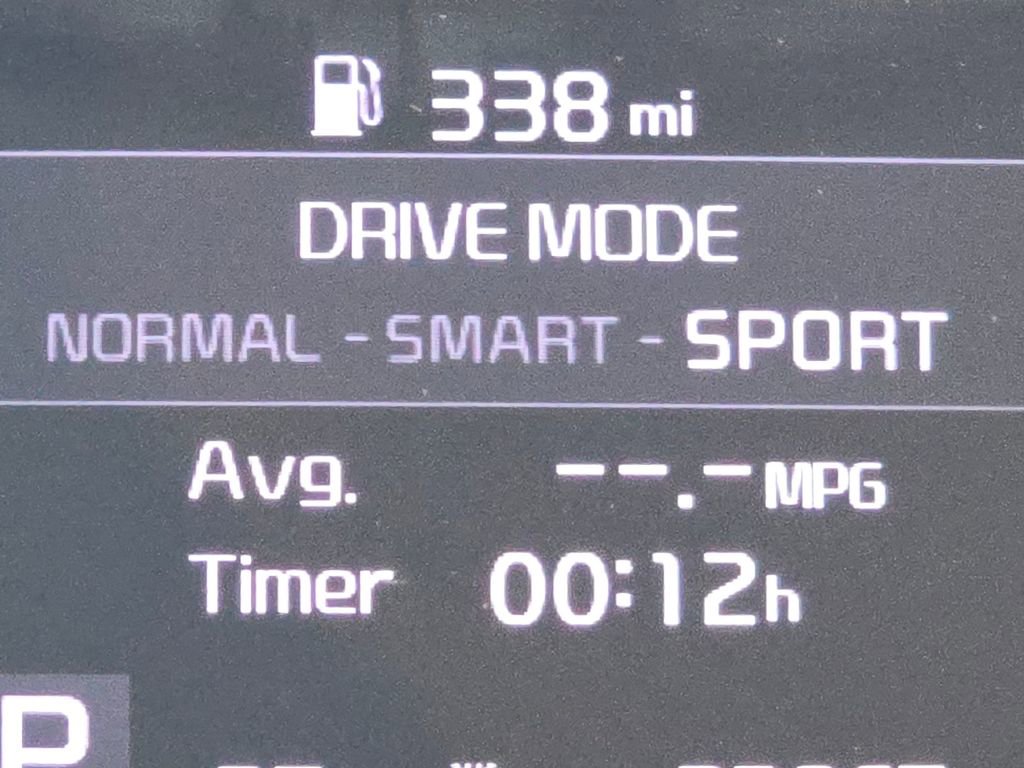 338 mi
DRIVE MODE
NORMAL - SMART - SPORT
Avg. --.- MPG
Timer 00:12h
P